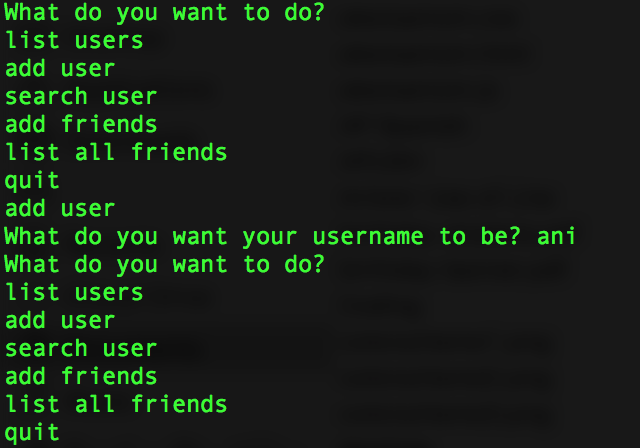 What do you want to do?
list users
add user
search user
add friends
list all friends
quit
add user
What do you want your username to be? ani
What do you want to do?
list users
add user
search user
add friends
list all friends
quit